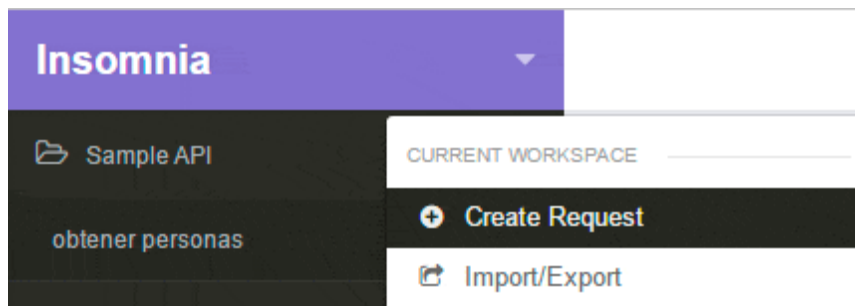 Insomnia
Sample API
CURRENT WORKSPACE
Create Request
obtener personas
Import/Export